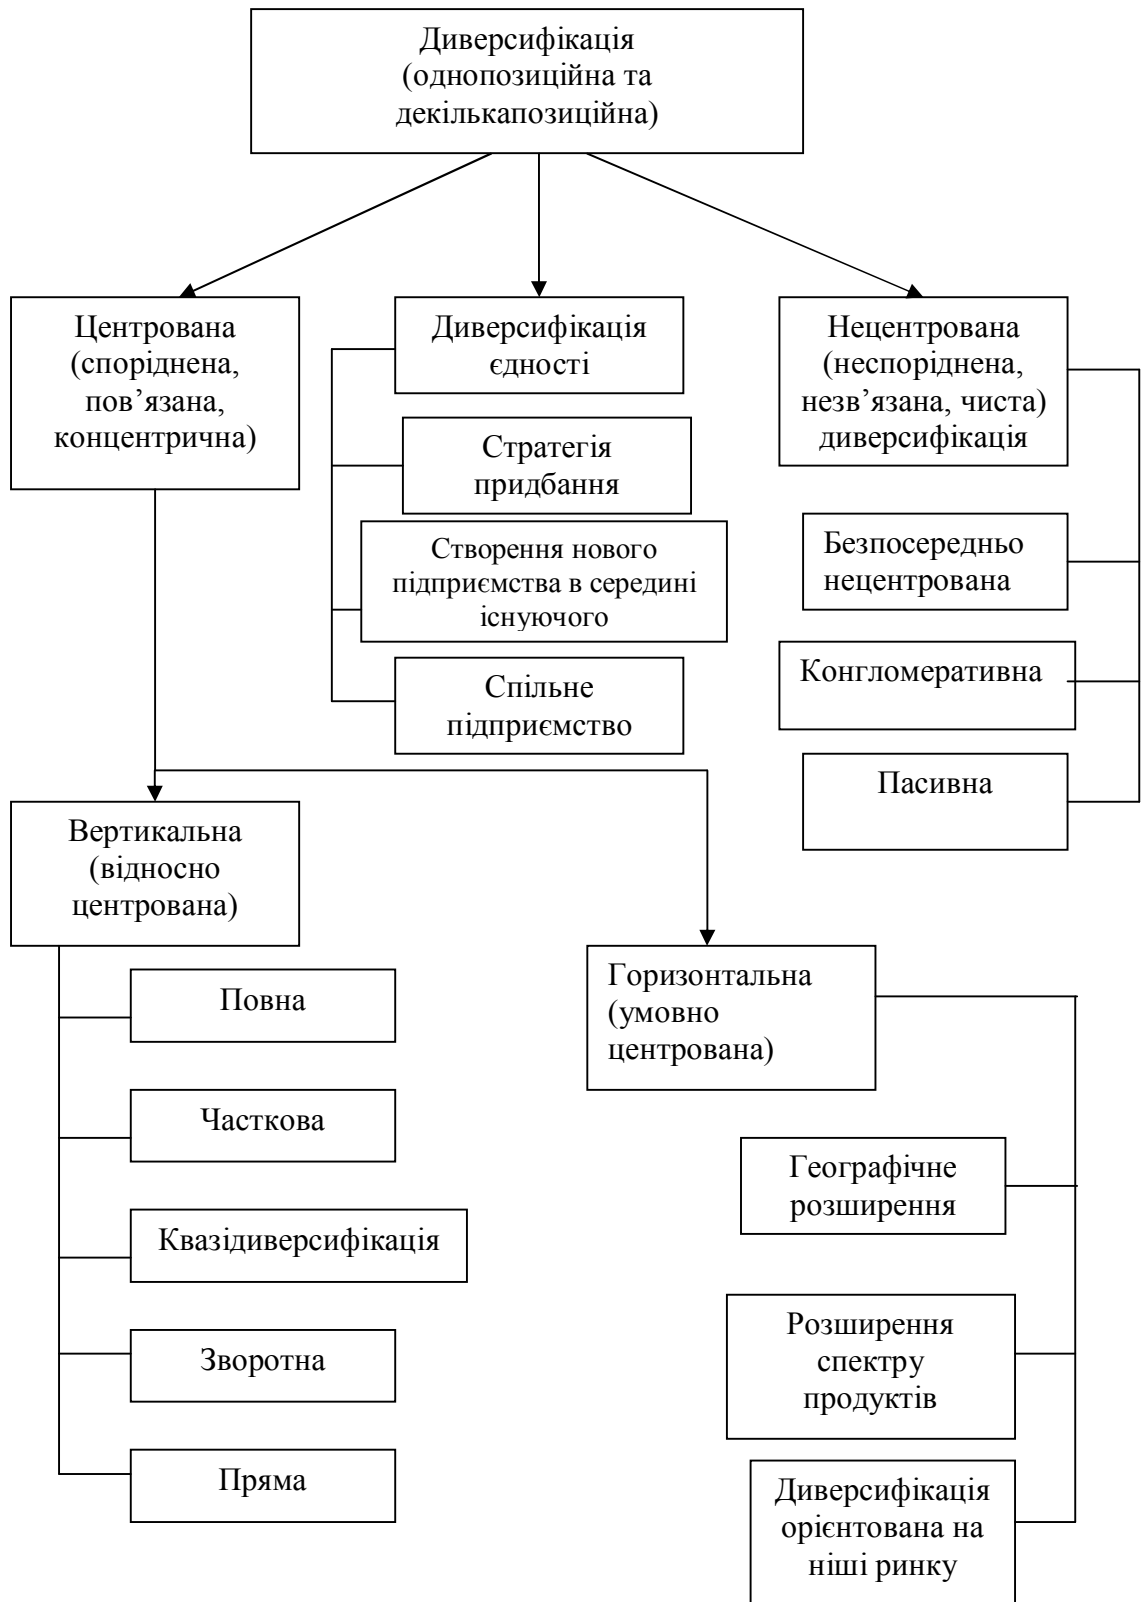 Диверсифікація
(однопозиційна та
декількапозиційна)
Центрована
(споріднена,
пов’язана,
концентрична)
Диверсифікація
єдності
Стратегія
придбання
Створення нового
підприємства в середині
існуючого
Спільне
підприємство
Нецентрована
(неспоріднена,
незв’язана, чиста)
диверсифікація
Безпосередньо
нецентрована
Конгломеративна
Пасивна
Вертикальна
(відносно
центрована)
Повна
Часткова
Квазідиверсифікація
Зворотна
Пряма
Горизонтальна
(умовно
центрована)
Географічне
розширення
Розширення
спектру
продуктів
Диверсифікація
орієнтована на
ніші ринку